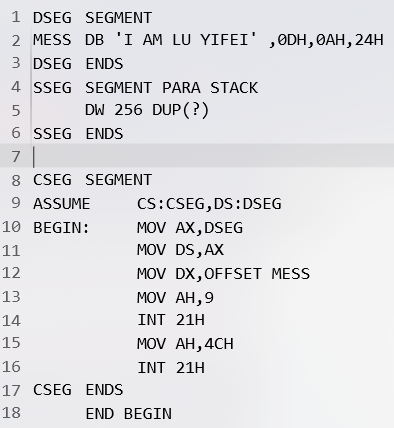 1 DSEG SEGMENT
2 MESS DB 'I AM LU YIFEI' ,0DH,0AH,24H
3 DSEG ENDS
4 SSEG SEGMENT PARA STACK
5 DW 256 DUP(?)
6 SSEG ENDS
7
8 CSEG SEGMENT
9 ASSUME CS:CSEG,DS:DSEG
10 BEGIN: MOV AX,DSEG
11 MOV DS,AX
12 MOV DX,OFFSET MESS
13 MOV AH,9
14 INT 21H
15 MOV AH,4CH
16 INT 21H
17 CSEG ENDS
18 END BEGIN